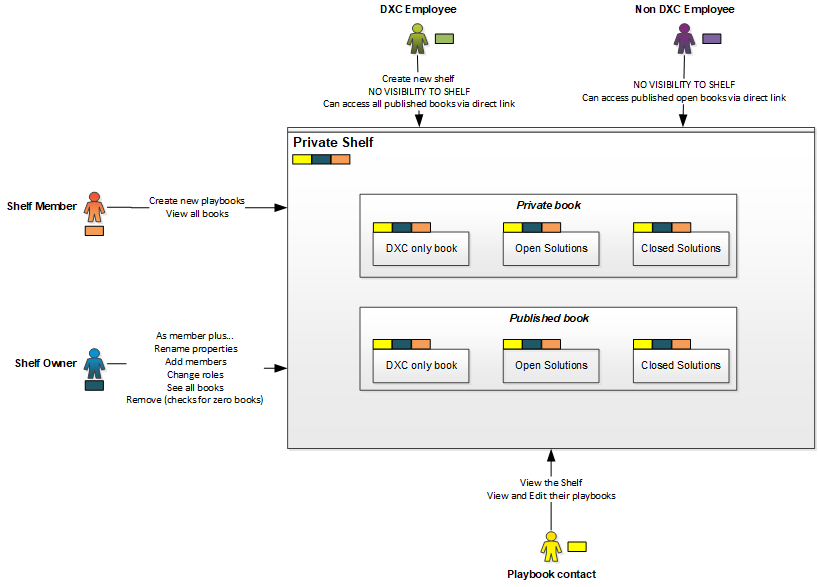 DXC Employee
Non DXC Employee
Create new shelf
NO VISIBILITY TO SHELF
Can access all published books via direct link
NO VISIBILITY TO SHELF
Can access published open books via direct link
Private Shelf
Shelf Member
Create new playbooks
View all books
Private book
DXC only book
Open Solutions
Closed Solutions
Published book
DXC only book
Open Solutions
Closed Solutions
Shelf Owner
As member plus...
Rename properties
Add members
Change roles
See all books
Remove (checks for zero books)
View the Shelf
View and Edit their playbooks
Playbook contact